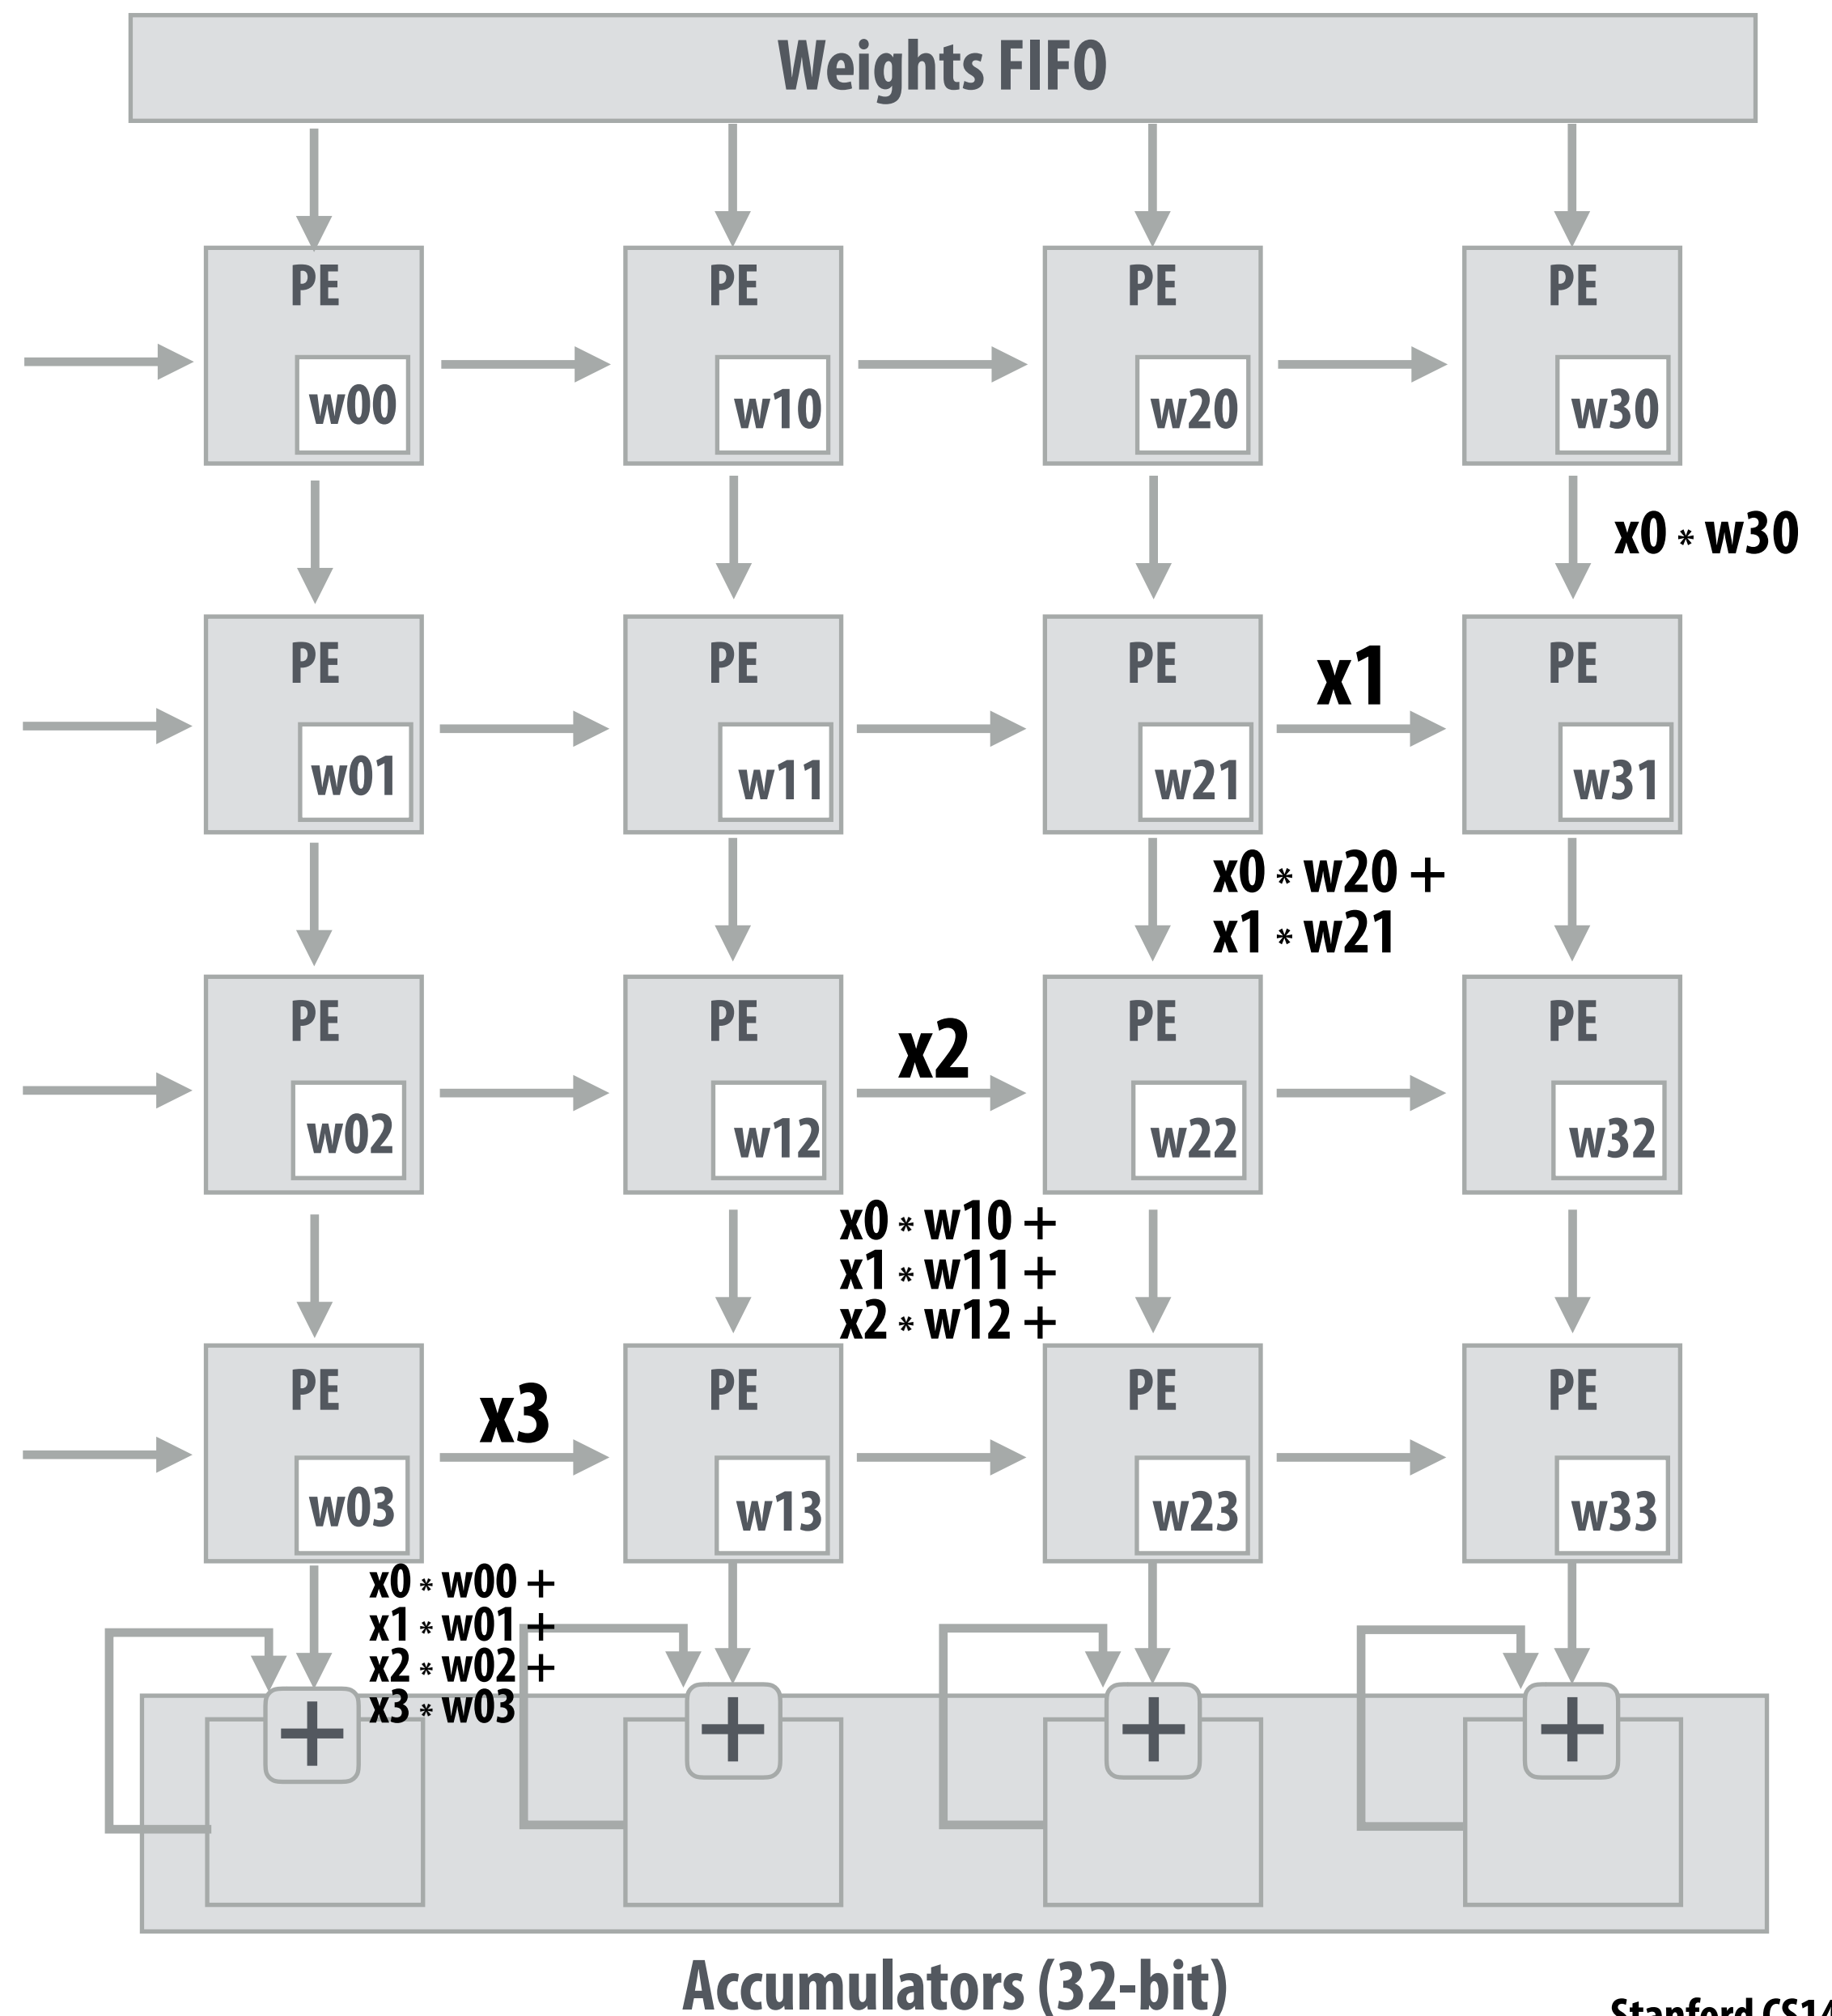 Weights FIFO
PE
PE
PE
PE
w00
w10
w20
w30
x0 * w30
PE
PE
PE
x1
PE
w01
w11
w21
w31
x0 * w20 +
x1 * w21
PE
PE
x2
PE
PE
w02
w12
w22
w32
x0 * w10 +
x1 * w11 +
x2 * w12 +
PE
x3
PE
PE
PE
w03
w13
w23
w33
x0 * w00 +
x1 * w01 +
x2 * w02 +
x3 * w03
+
+
+
+
Accumulators (32-bit)
Stanford